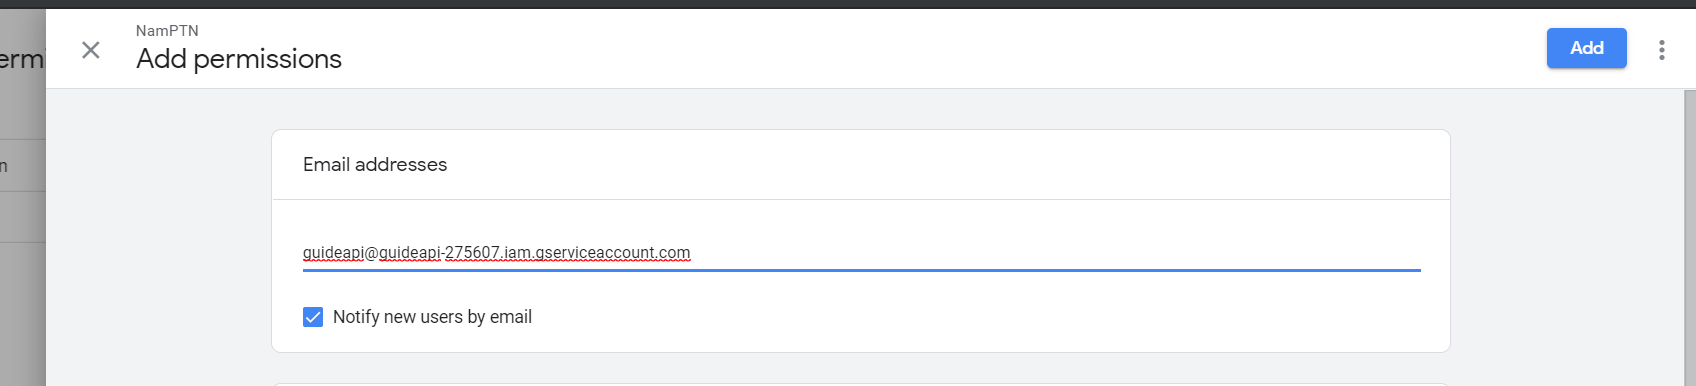 NamPTN
Add permissions
Add
ermi
n
Email addresses
guideapi@guideapi-275607.iam.gserviceaccount.com
Notify new users by email